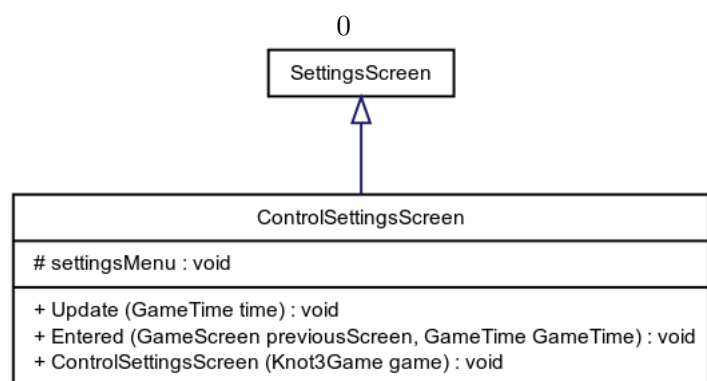 0
SettingsScreen
ControlSettingsScreen
# settingsMenu : void
+ Update (GameTime time) : void
+ Entered (GameScreen previousScreen, GameTime GameTime) : void
+ ControlSettingsScreen (Knot3Game game) : void